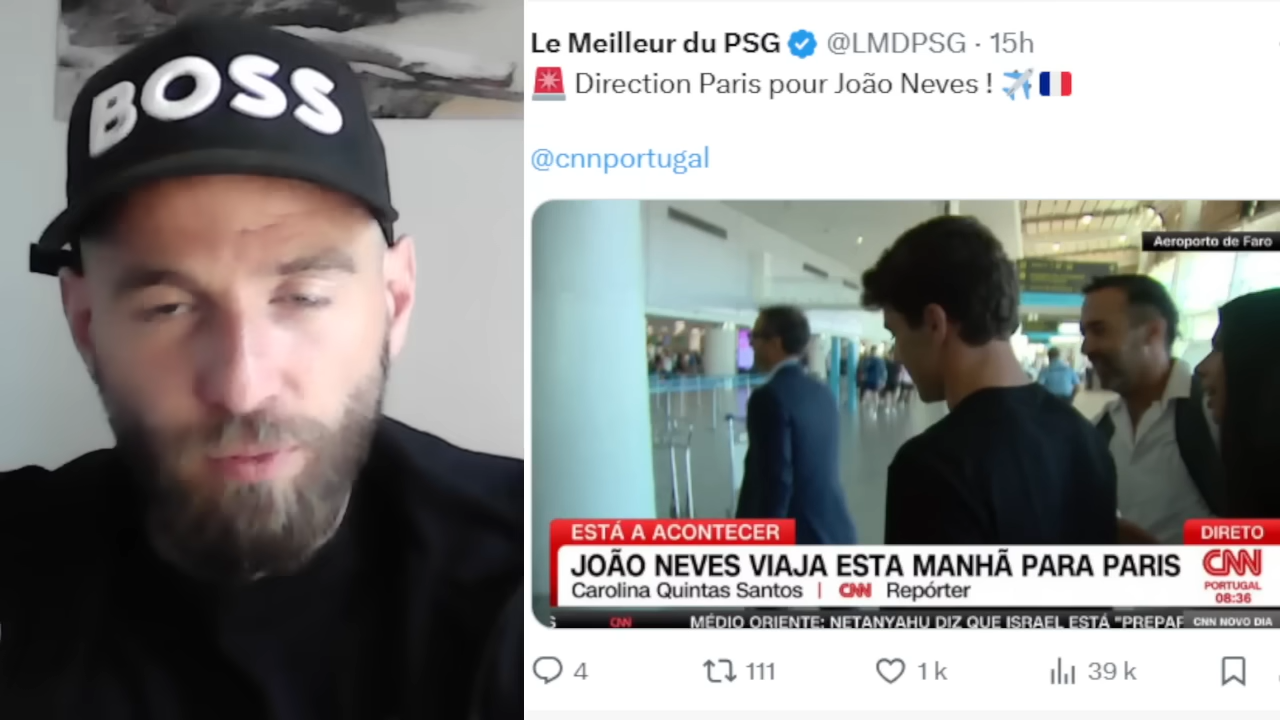 BOSS
Le Meilleur du PSG @LMDPSG · 15h
🚨 Direction Paris pour João Neves ! ✈️🇫🇷
@cnnportugal
Aeroporto de Faro
ESTÁ A ACONTECER
DIRETO
JOÃO NEVES VIAJA ESTA MANHÃ PARA PARIS
Carolina Quintas Santos | CNN Repórter
CNN
PORTUGAL
08:36
CNN MÉDIO ORIENTE: NETANYAHU DIZ QUE ISRAEL ESTÁ "PREPAF CNN NOVO DIA
4 111 1 k 39 k